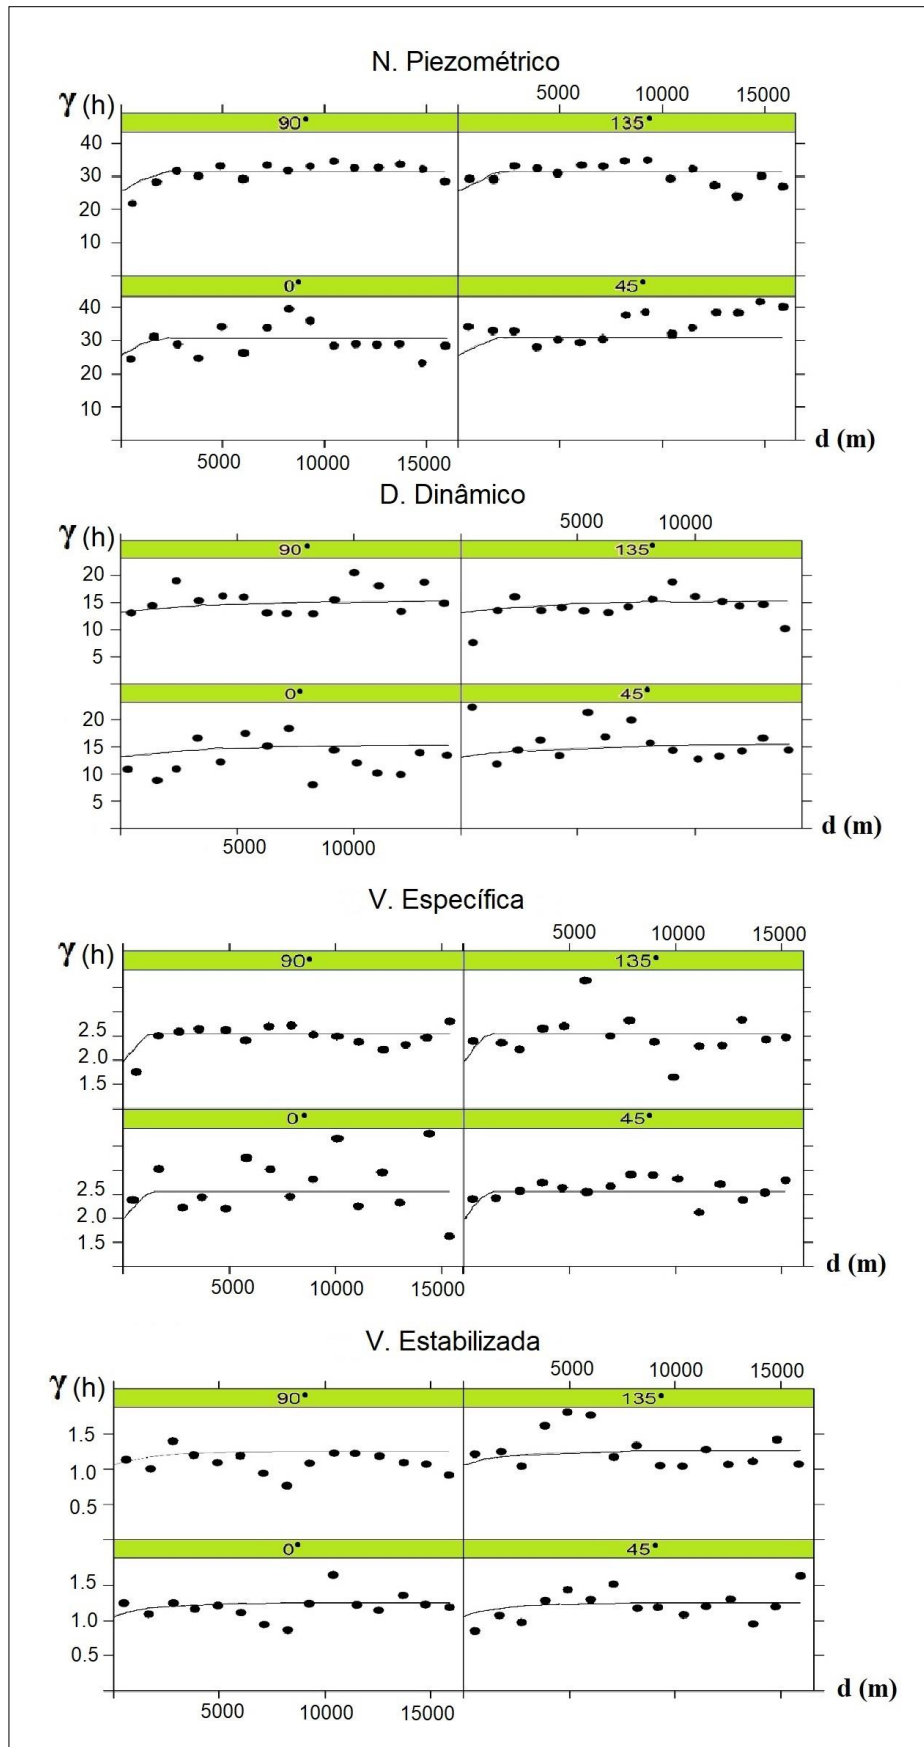 N. Piezométrico
5000 10000 15000
γ (h)
90° 135°
40
30
20
10
0° 45°
40
30
20
10
d (m)
5000 10000 15000
D. Dinâmico
5000 10000
γ (h)
90° 135°
20
15
10
5
0° 45°
20
15
10
5
d (m)
5000 10000
V. Específica
5000 10000 15000
γ (h)
90° 135°
2.5
2.0
1.5
0° 45°
2.5
2.0
1.5
d (m)
5000 10000 15000
V. Estabilizada
5000 10000 15000
γ (h)
90° 135°
1.5
1.0
0.5
0° 45°
1.5
1.0
0.5
d (m)
5000 10000 15000